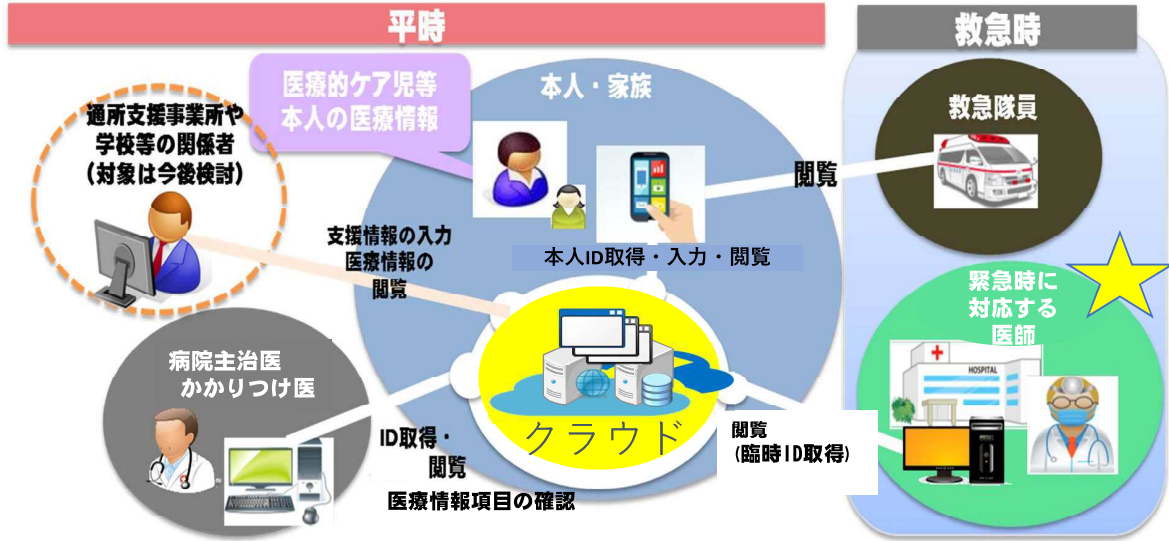 平時
救急時
医療的ケア児等
本人の医療情報
本人・家族
通所支援事業所や
学校等の関係者
(対象は今後検討)
救急隊員
閲覧
支援情報の入力
医療情報の
閲覧
本人ID取得・入力・閲覧
緊急時に
対応する
医師
HOSPITAL
病院主治医
かかりつけ医
クラウド
ID取得・
閲覧
医療情報項目の確認
閲覧
(臨時ID取得)